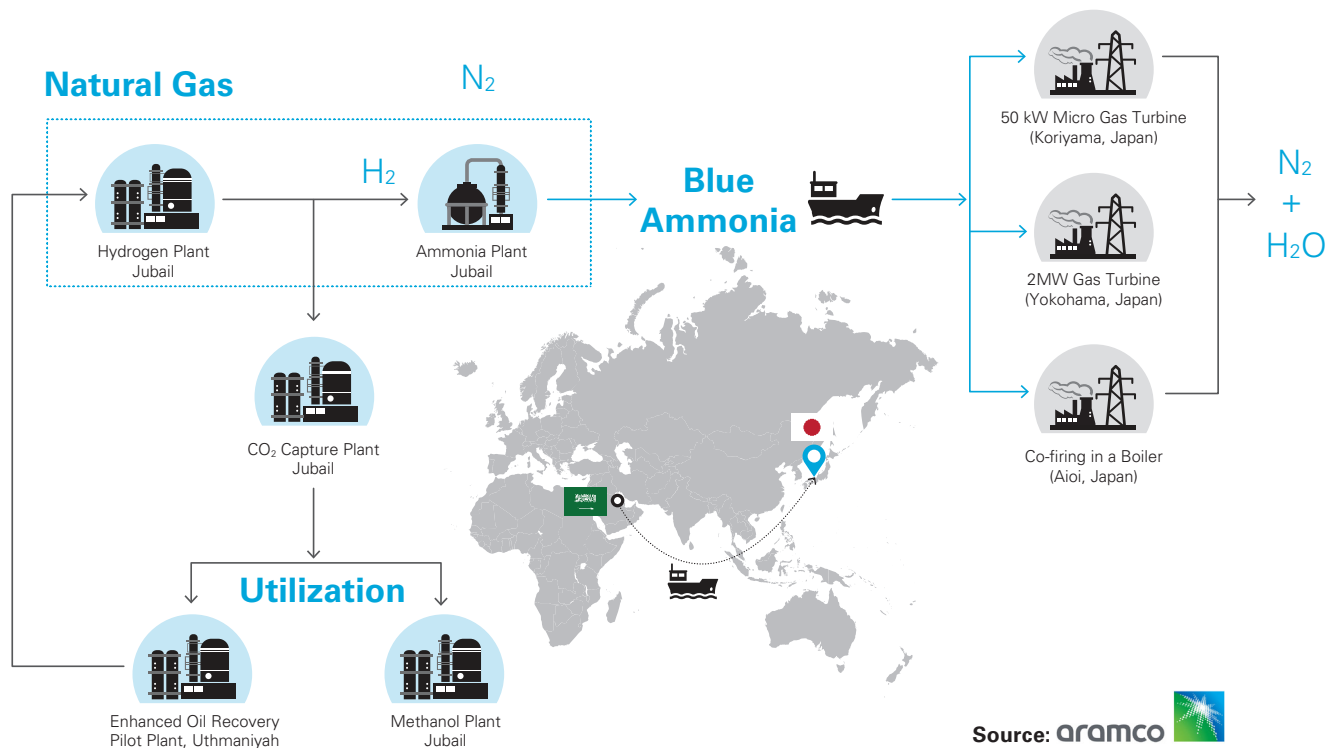 Natural Gas
N₂
H₂
Hydrogen Plant
Jubail
Ammonia Plant
Jubail
Blue
Ammonia
50 kW Micro Gas Turbine
(Koriyama, Japan)
2MW Gas Turbine
(Yokohama, Japan)
Co-firing in a Boiler
(Aioi, Japan)
N₂
+
H₂O
CO₂ Capture Plant
Jubail
Utilization
Enhanced Oil Recovery
Pilot Plant, Uthmaniyah
Methanol Plant
Jubail
Source: aramco